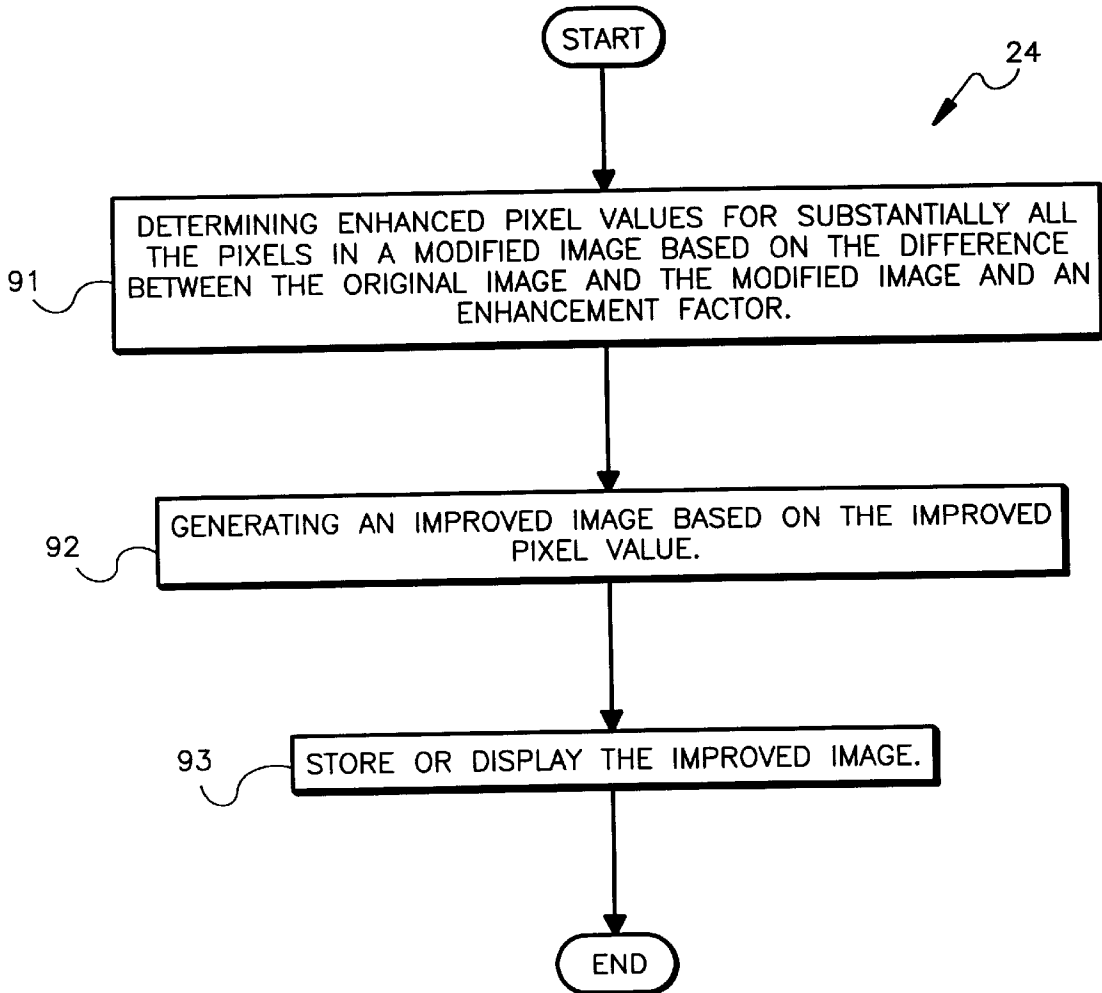 START
24
DETERMINING ENHANCED PIXEL VALUES FOR SUBSTANTIALLY ALL
THE PIXELS IN A MODIFIED IMAGE BASED ON THE DIFFERENCE
BETWEEN THE ORIGINAL IMAGE AND THE MODIFIED IMAGE AND AN
ENHANCEMENT FACTOR.
91
GENERATING AN IMPROVED IMAGE BASED ON THE IMPROVED
PIXEL VALUE.
92
STORE OR DISPLAY THE IMPROVED IMAGE.
93
END